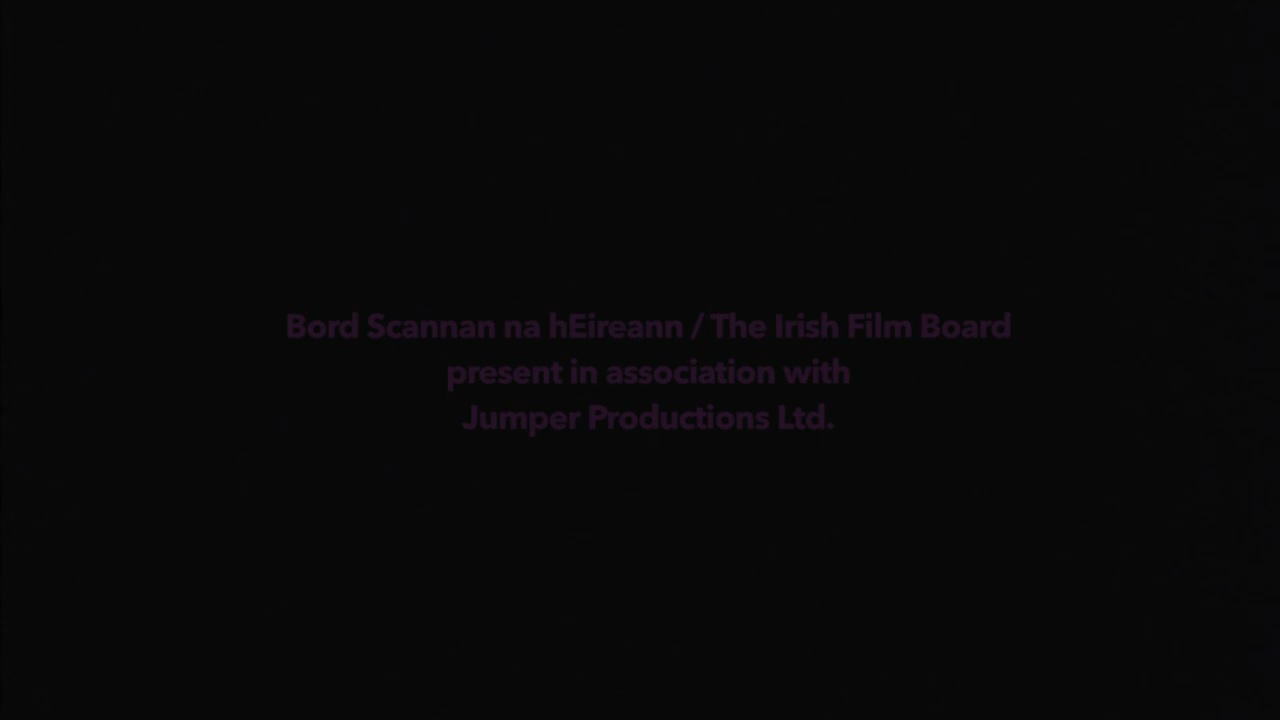 Bord Scannan na hEireann / The Irish Film Board
present in association with
Jumper Productions Ltd.